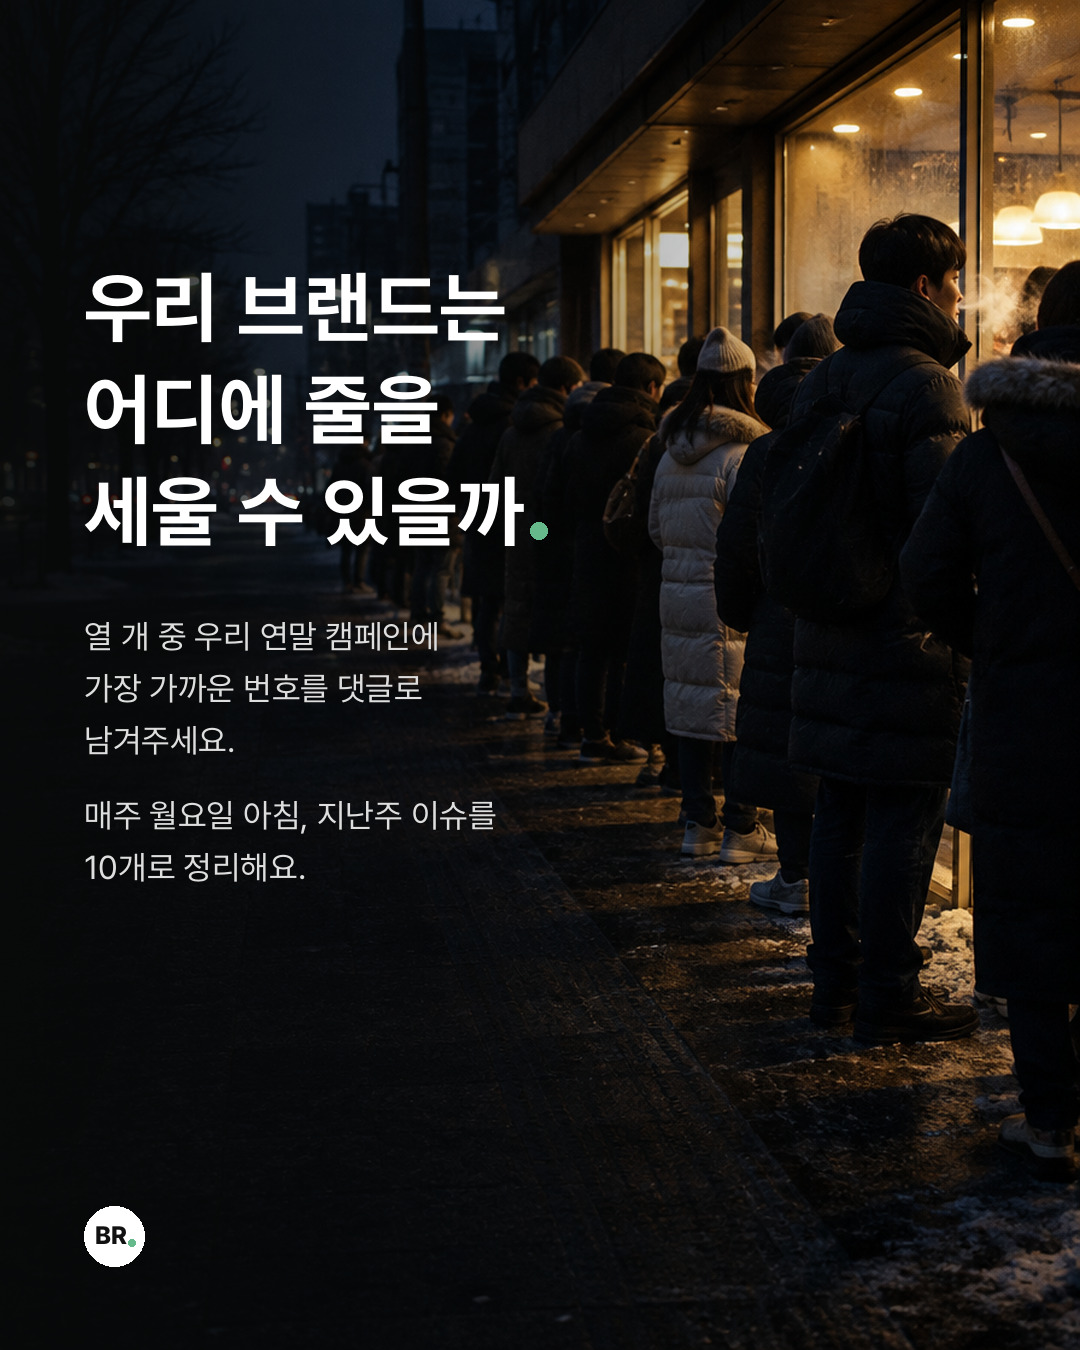 우리 브랜드는
어디에 줄을
세울 수 있을까.
열 개 중 우리 연말 캠페인에
가장 가까운 번호를 댓글로
남겨주세요.
매주 월요일 아침, 지난주 이슈를
10개로 정리해요.
BR.